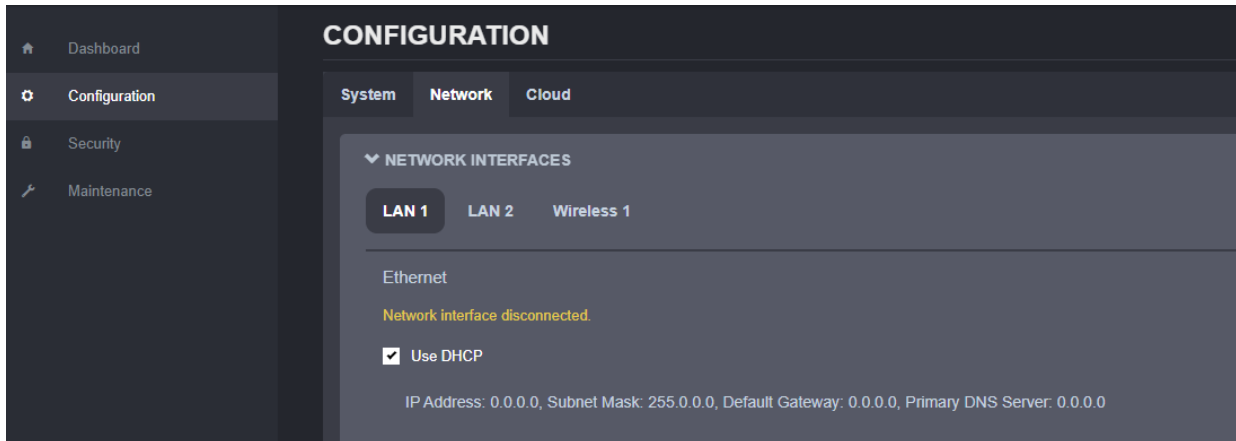 Dashboard
Configuration
Security
Maintenance
CONFIGURATION
System Network Cloud
NETWORK INTERFACES
LAN 1 LAN 2 Wireless 1
Ethernet
Network interface disconnected.
Use DHCP
IP Address: 0.0.0.0, Subnet Mask: 255.0.0.0, Default Gateway: 0.0.0.0, Primary DNS Server: 0.0.0.0